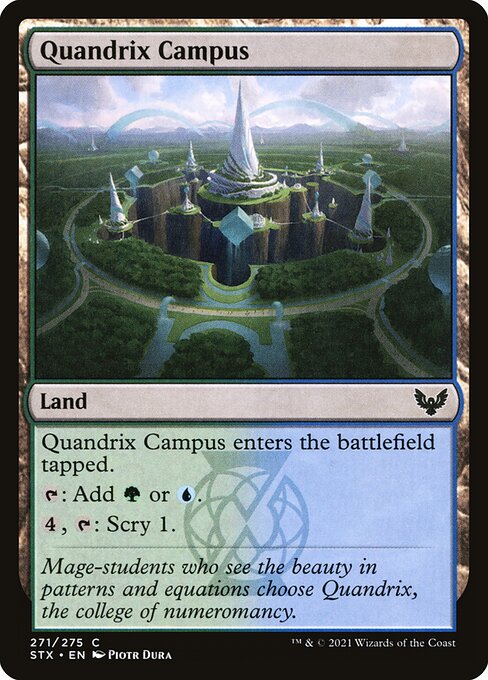 Quandrix Campus
Land
Quandrix Campus enters the battlefield
tapped.
: Add or .
4, : Scry 1.
Mage-students who see the beauty in
patterns and equations choose Quandrix,
the college of numeromancy.
271/275 C
STX • EN Piotr Dura
™ & © 2021 Wizards of the Coast